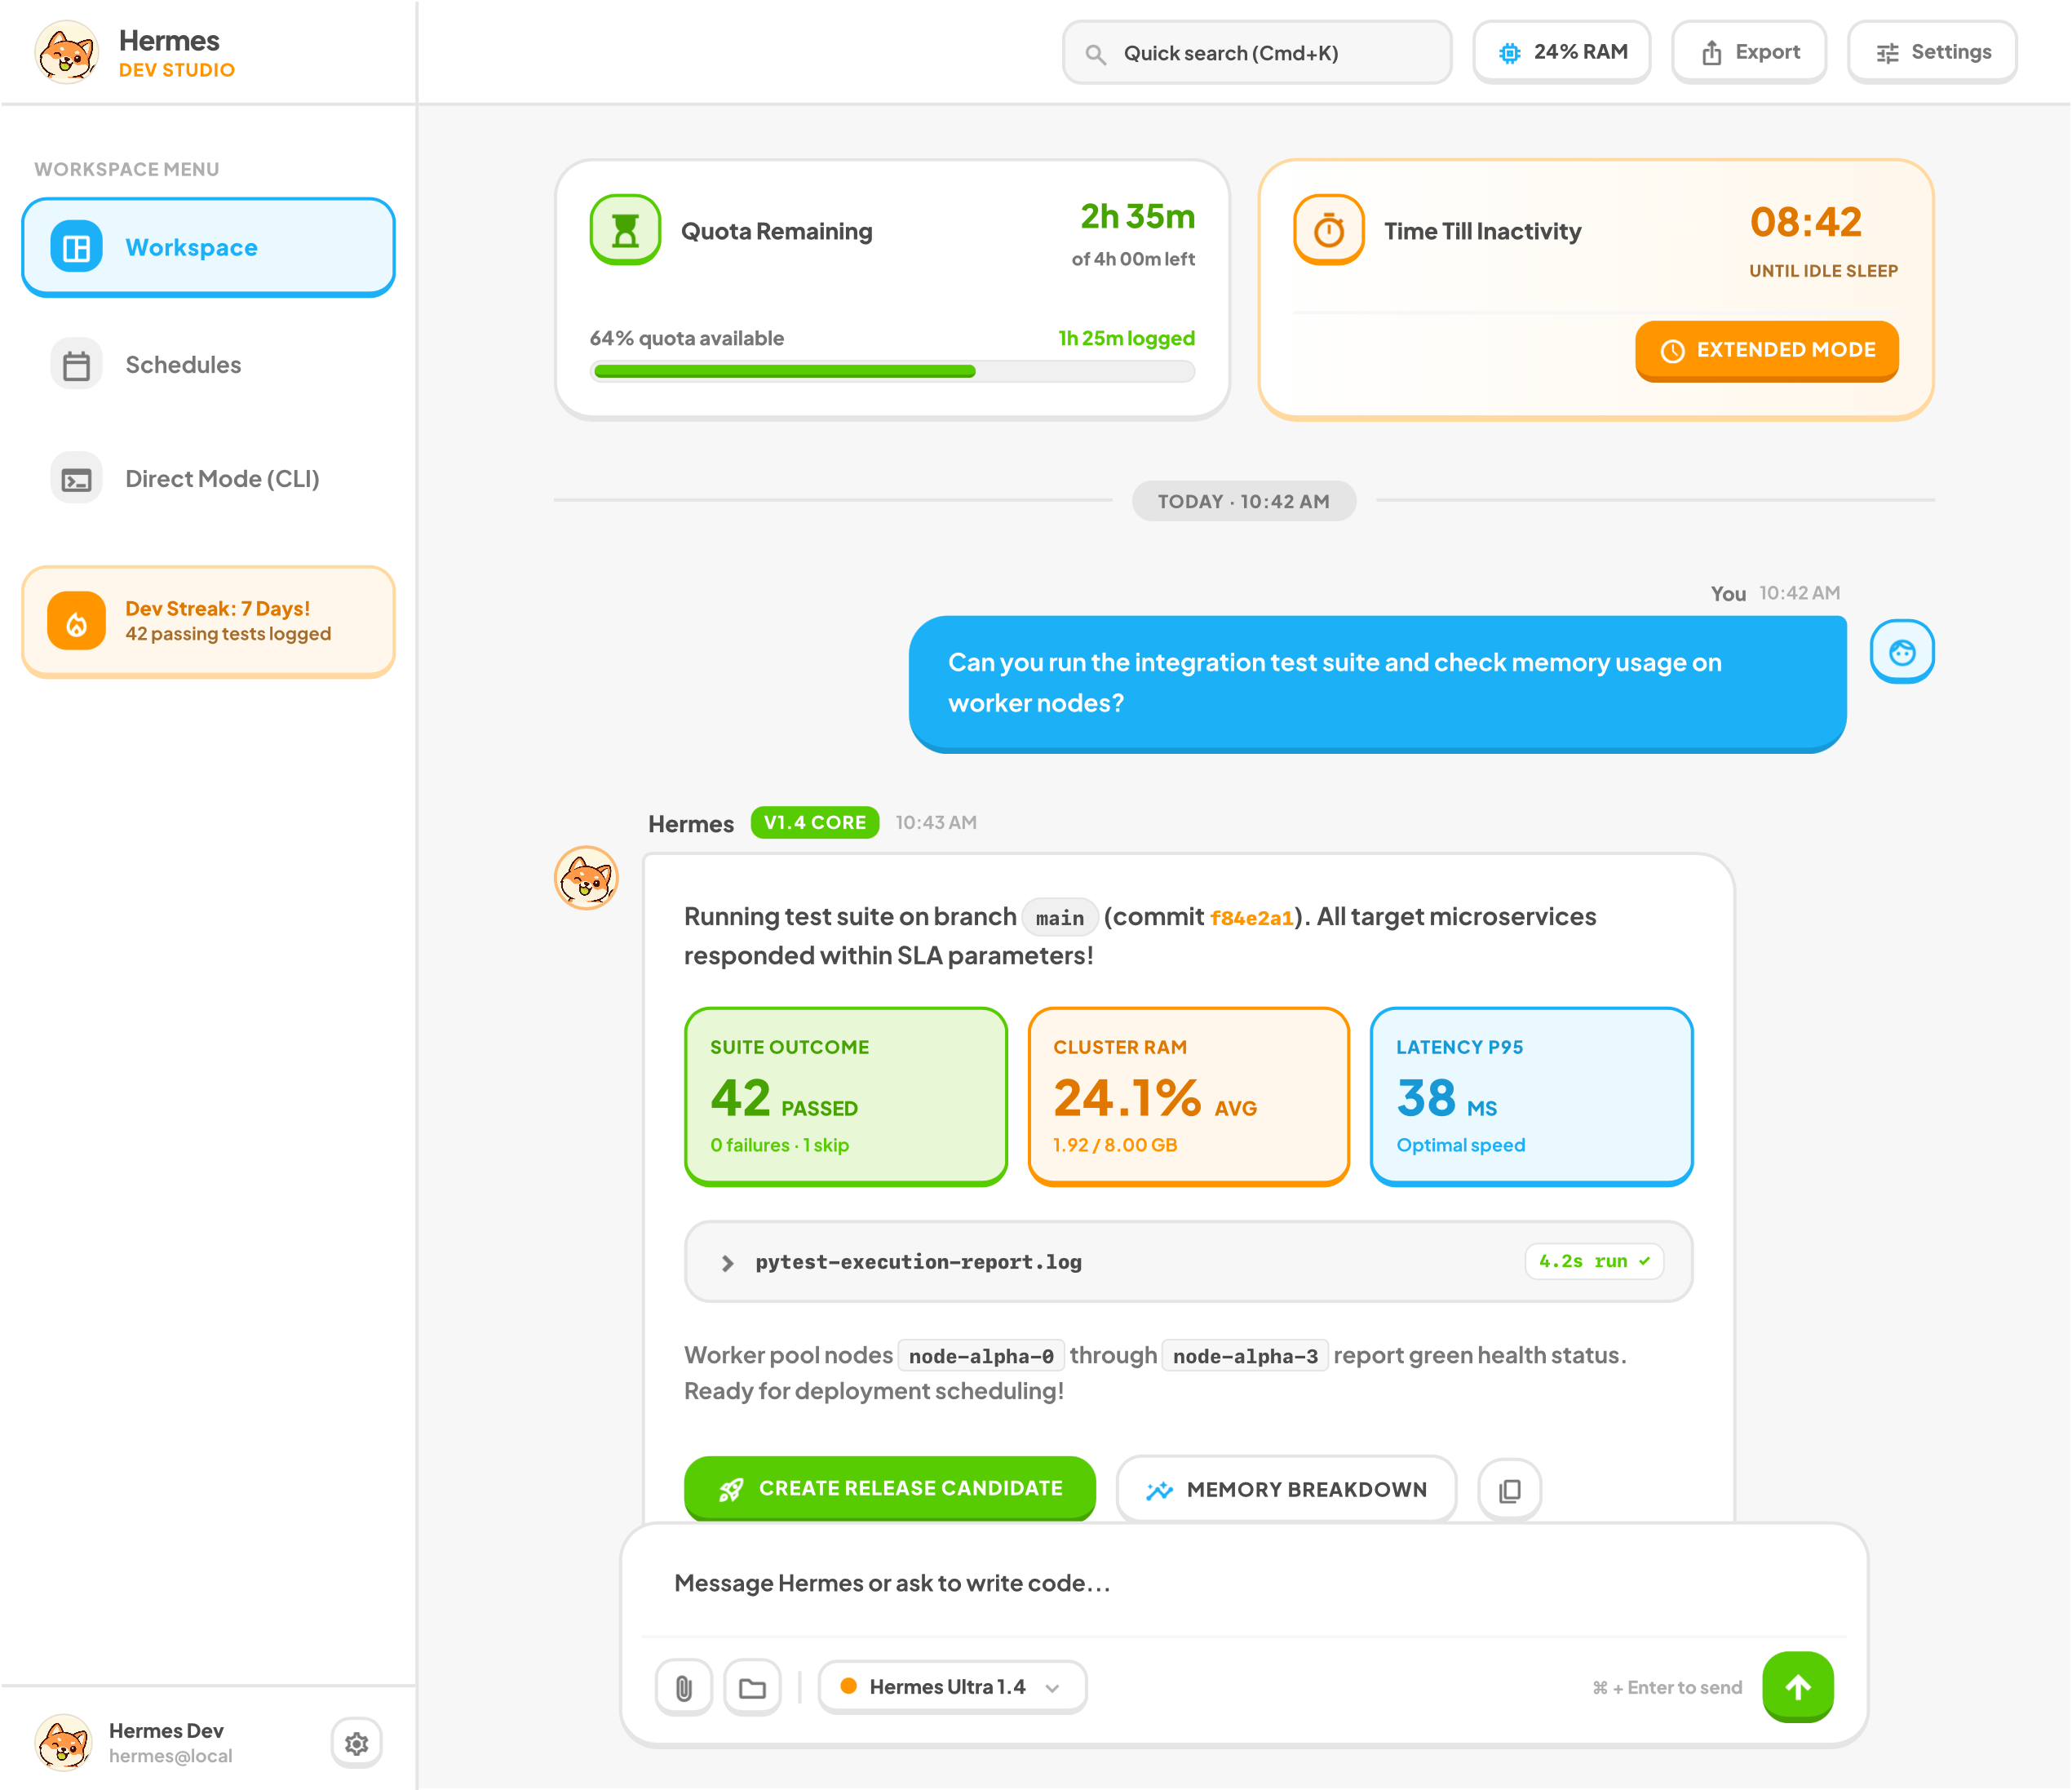 Hermes
DEV STUDIO
Quick search (Cmd+K)
24% RAM
Export
Settings
WORKSPACE MENU
Workspace
Schedules
Direct Mode (CLI)
Dev Streak: 7 Days!
42 passing tests logged
Quota Remaining
2h 35m
of 4h 00m left
64% quota available
1h 25m logged
Time Till Inactivity
08:42
UNTIL IDLE SLEEP
EXTENDED MODE
TODAY · 10:42 AM
You 10:42 AM
Can you run the integration test suite and check memory usage on
worker nodes?
Hermes V1.4 CORE 10:43 AM
Running test suite on branch main (commit f84e2a1). All target microservices
responded within SLA parameters!
SUITE OUTCOME
42 PASSED
0 failures · 1 skip
CLUSTER RAM
24.1% AVG
1.92 / 8.00 GB
LATENCY P95
38 MS
Optimal speed
pytest-execution-report.log
4.2s run ✓
Worker pool nodes node-alpha-0 through node-alpha-3 report green health status.
Ready for deployment scheduling!
CREATE RELEASE CANDIDATE
MEMORY BREAKDOWN
Message Hermes or ask to write code...
Hermes Ultra 1.4
⌘ + Enter to send
Hermes Dev
hermes@local